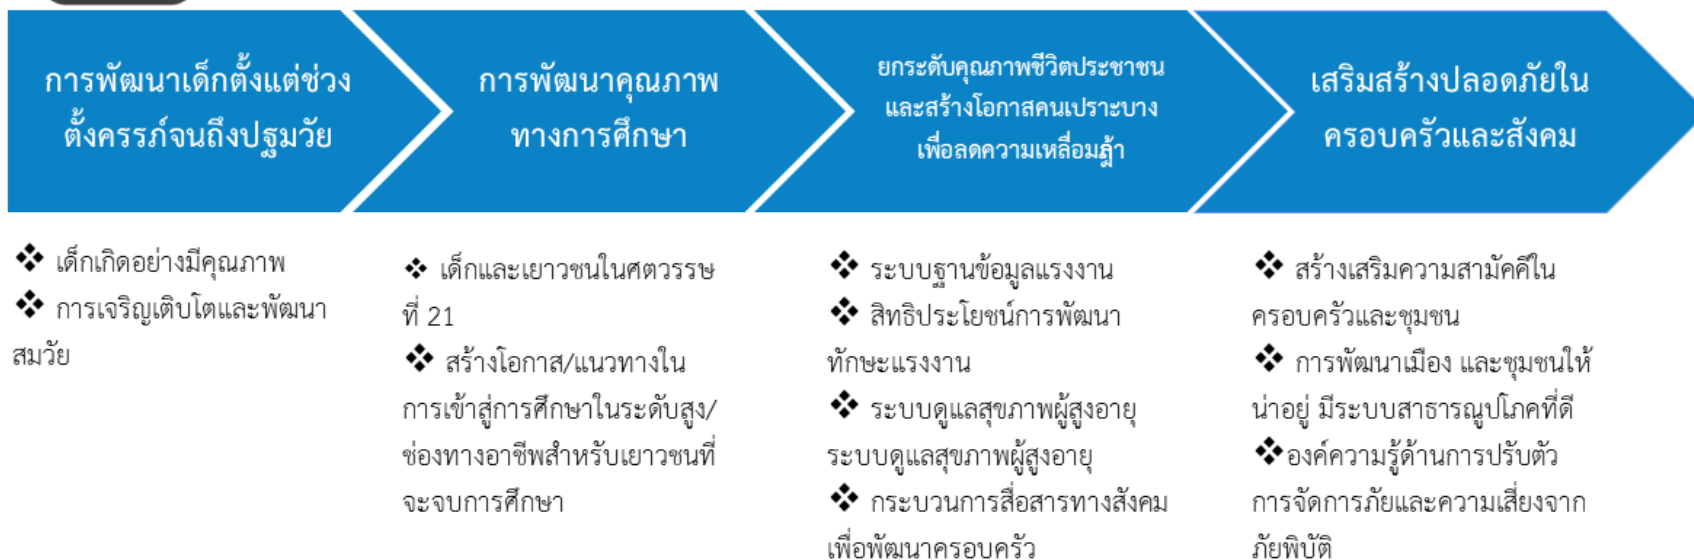 การพัฒนาเด็กตั้งแต่ช่วง
ตั้งครรภ์จนถึงปฐมวัย
การพัฒนาคุณภาพ
ทางการศึกษา
ยกระดับคุณภาพชีวิตประชาชน
และสร้างโอกาสคนเปราะบาง
เพื่อลดความเหลื่อม
เสริมสร้างปลอดภัยใน
ครอบครัวและสังคม
❖ เด็กเกิดอย่างมีคุณภาพ
❖ การเจริญเติบโตและพัฒนา
สมวัย
❖ เด็กและเยาวชนในศตวรรษ
ที่ 21
❖ สร้างโอกาส/แนวทางใน
การเข้าสู่การศึกษาในระดับสูง/
ช่องทางอาชีพสำหรับเยาวชนที่
จะจบการศึกษา
❖ ระบบฐานข้อมูลแรงงาน
❖ สิทธิประโยชน์การพัฒนา
ทักษะแรงงาน
❖ ระบบดูแลสุขภาพผู้สูงอายุ
ระบบดูแลสุขภาพผู้สูงอายุ
❖ กระบวนการสื่อสารทางสังคม
เพื่อพัฒนาครอบครัว
❖ สร้างเสริมความสามัคคีใน
ครอบครัวและชุมชน
❖ การพัฒนาเมือง และชุมชนให้
น่าอยู่ มีระบบสาธารณูปโภคที่ดี
❖ องค์ความรู้ด้านการปรับตัว
การจัดการภัยและความเสี่ยงจาก
ภัยพิบัติ